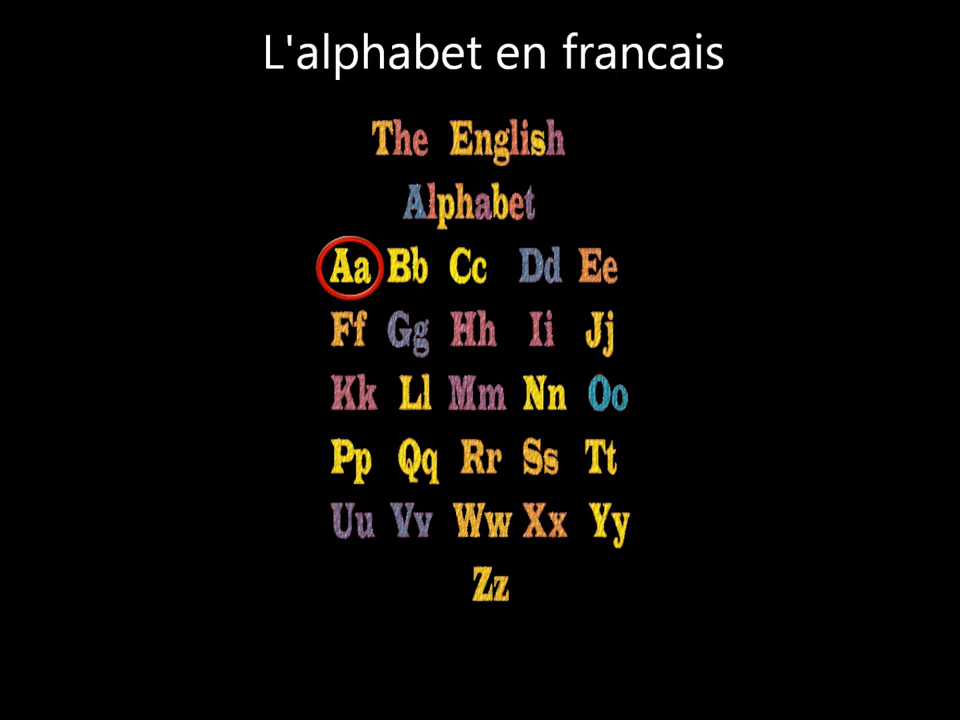 L'alphabet en francais
The English
Alphabet
Aa Bb Cc Dd Ee
Ff Gg Hh Ii Jj
Kk Ll Mm Nn Oo
Pp Qq Rr Ss Tt
Uu Vv Ww Xx Yy
Zz